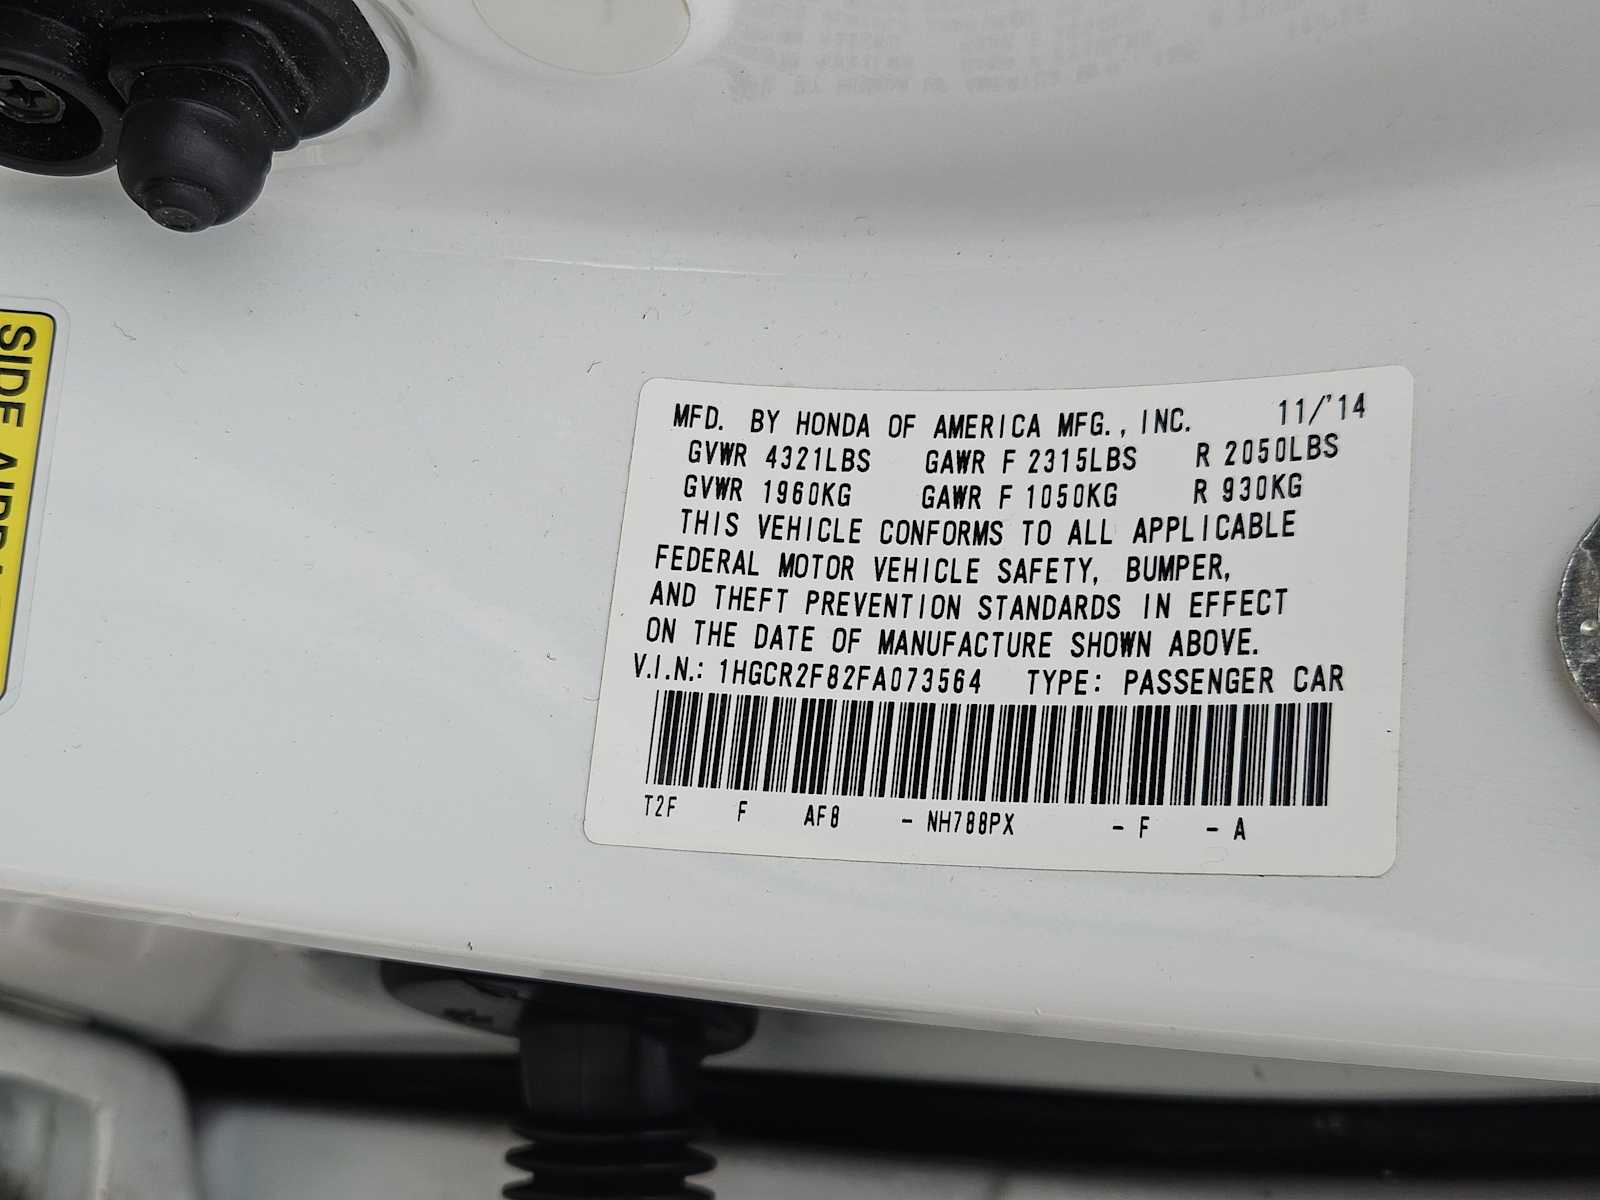 MFD. BY HONDA OF AMERICA MFG., INC. 11/'14
GVWR 4321LBS GAWR F 2315LBS R 2050LBS
GVWR 1960KG GAWR F 1050KG R 930KG
THIS VEHICLE CONFORMS TO ALL APPLICABLE
FEDERAL MOTOR VEHICLE SAFETY, BUMPER,
AND THEFT PREVENTION STANDARDS IN EFFECT
ON THE DATE OF MANUFACTURE SHOWN ABOVE.
V.I.N.: 1HGCR2F82FA073564 TYPE: PASSENGER CAR
T2F F AF8 - NH788PX - F - A
SIDE